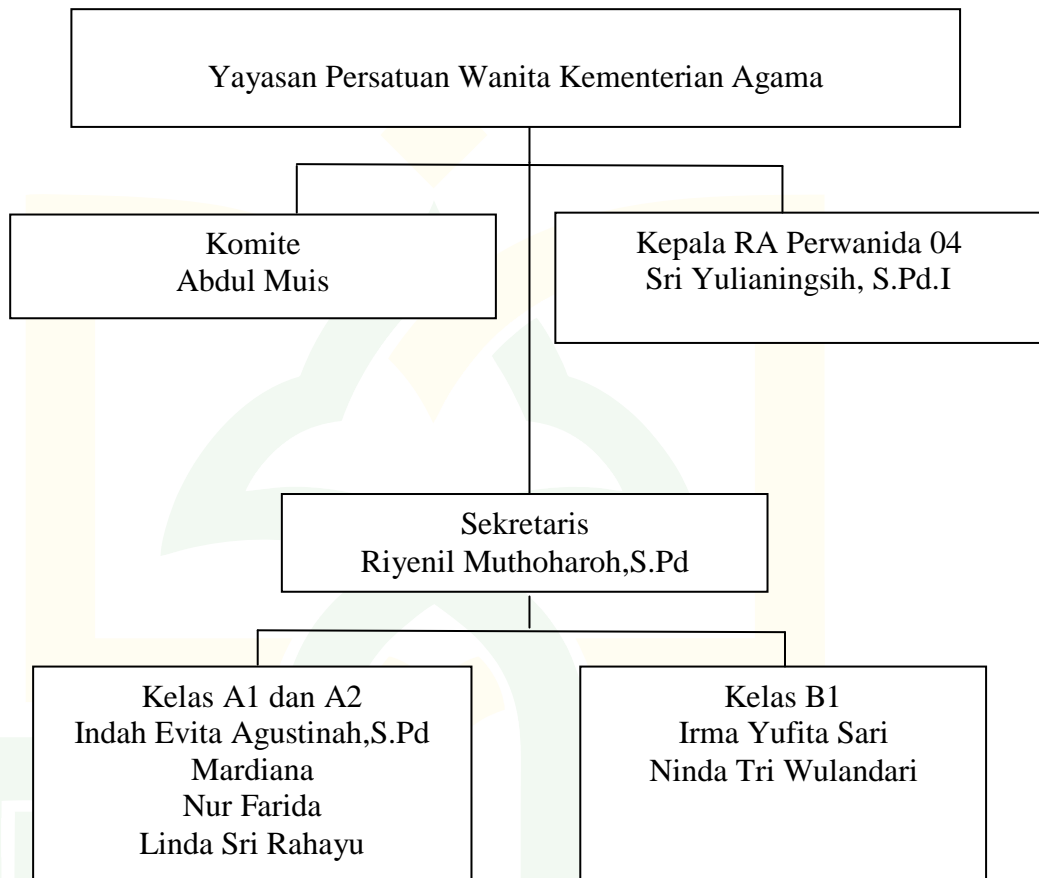 Yayasan Persatuan Wanita Kementerian Agama
Komite
Abdul Muis
Kepala RA Perwanida 04
Sri Yulianingsih, S.Pd.I
Sekretaris
Riyenil Muthoharoh,S.Pd
Kelas A1 dan A2
Indah Evita Agustinah,S.Pd
Mardiana
Nur Farida
Linda Sri Rahayu
Kelas B1
Irma Yufita Sari
Ninda Tri Wulandari